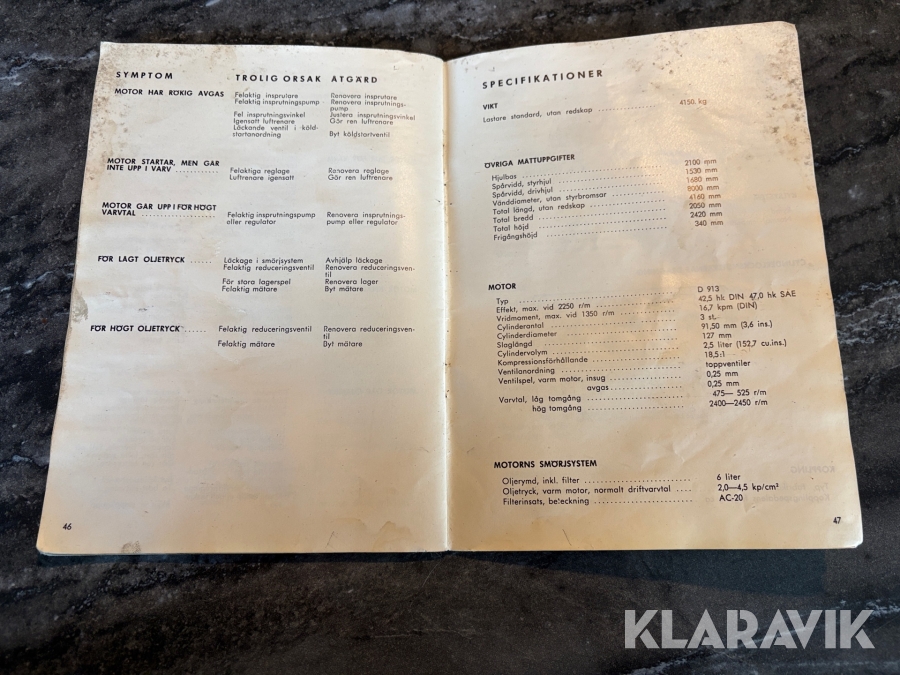 SYMPTOM TROLIG ORSAK ÅTGÄRD
MOTOR HAR RÖKIG AVGAS Felaktig insprutare Renovera insprutare
Felaktig insprutningspump Renovera insprutnings-
pump
Fel insprutningsvinkel Justera insprutningsvinkel
Igensatt luftrenare Gör ren luftrenare
Läckande ventil i köld-
startanordning Byt köldstartventil
MOTOR STARTAR, MEN GÅR
INTE UPP I VARV ........ Felaktiga reglage Renovera reglage
Luftrenare igensatt Gör ren luftrenare
MOTOR GÅR UPP I FÖR HÖGT
VARVTAL ................ Felaktig insprutningspump Renovera insprutnings-
eller regulator pump eller regulator
FÖR LÅGT OLJETRYCK ...... Läckage i smörjsystem Avhjälp läckage
Felaktig reduceringsventil Renovera reduceringsven-
til
För stora lagerspel Renovera lager
Felaktig mätare Byt mätare
FÖR HÖGT OLJETRYCK ...... Felaktig reduceringsventil Renovera reduceringsven-
til
Felaktig mätare Byt mätare
46
SPECIFIKATIONER
VIKT
Lastare standard, utan redskap ................ 4150 kg
ÖVRIGA MÅTTUPPGIFTER
Hjulbas ................ 2100 mm
Spårvidd, styrhjul ................ 1530 mm
Spårvidd, drivhjul ................ 1680 mm
Vänddiameter, utan styrbromsar ................ 8000 mm
Total längd, utan redskap ................ 4160 mm
Total bredd ................ 2050 mm
Total höjd ................ 2420 mm
Frigångshöjd ................ 340 mm
MOTOR
Typ ................ D 913
Effekt, max. vid 2250 r/m ................ 42,5 hk DIN 47,0 hk SAE
Vridmoment, max. vid 1350 r/m ................ 16,7 kpm (DIN)
Cylinderantal ................ 3 st.
Cylinderdiameter ................ 91,50 mm (3,6 ins.)
Slaglängd ................ 127 mm
Cylindervolym ................ 2,5 liter (152,7 cu.ins.)
Kompressionsförhållande ................ 18,5:1
Ventilanordning ................ toppventiler
Ventilspel, varm motor, insug ................ 0,25 mm
avgas ................ 0,25 mm
Varvtal, låg tomgång ................ 475— 525 r/m
hög tomgång ................ 2400—2450 r/m
MOTORNS SMÖRJSYSTEM
Oljerymd, inkl. filter ................ 6 liter
Oljetryck, varm motor, normalt driftvarvtal .... 2,0—4,5 kp/cm²
Filterinsats, beteckning ................ AC-20
47
KLARAVIK